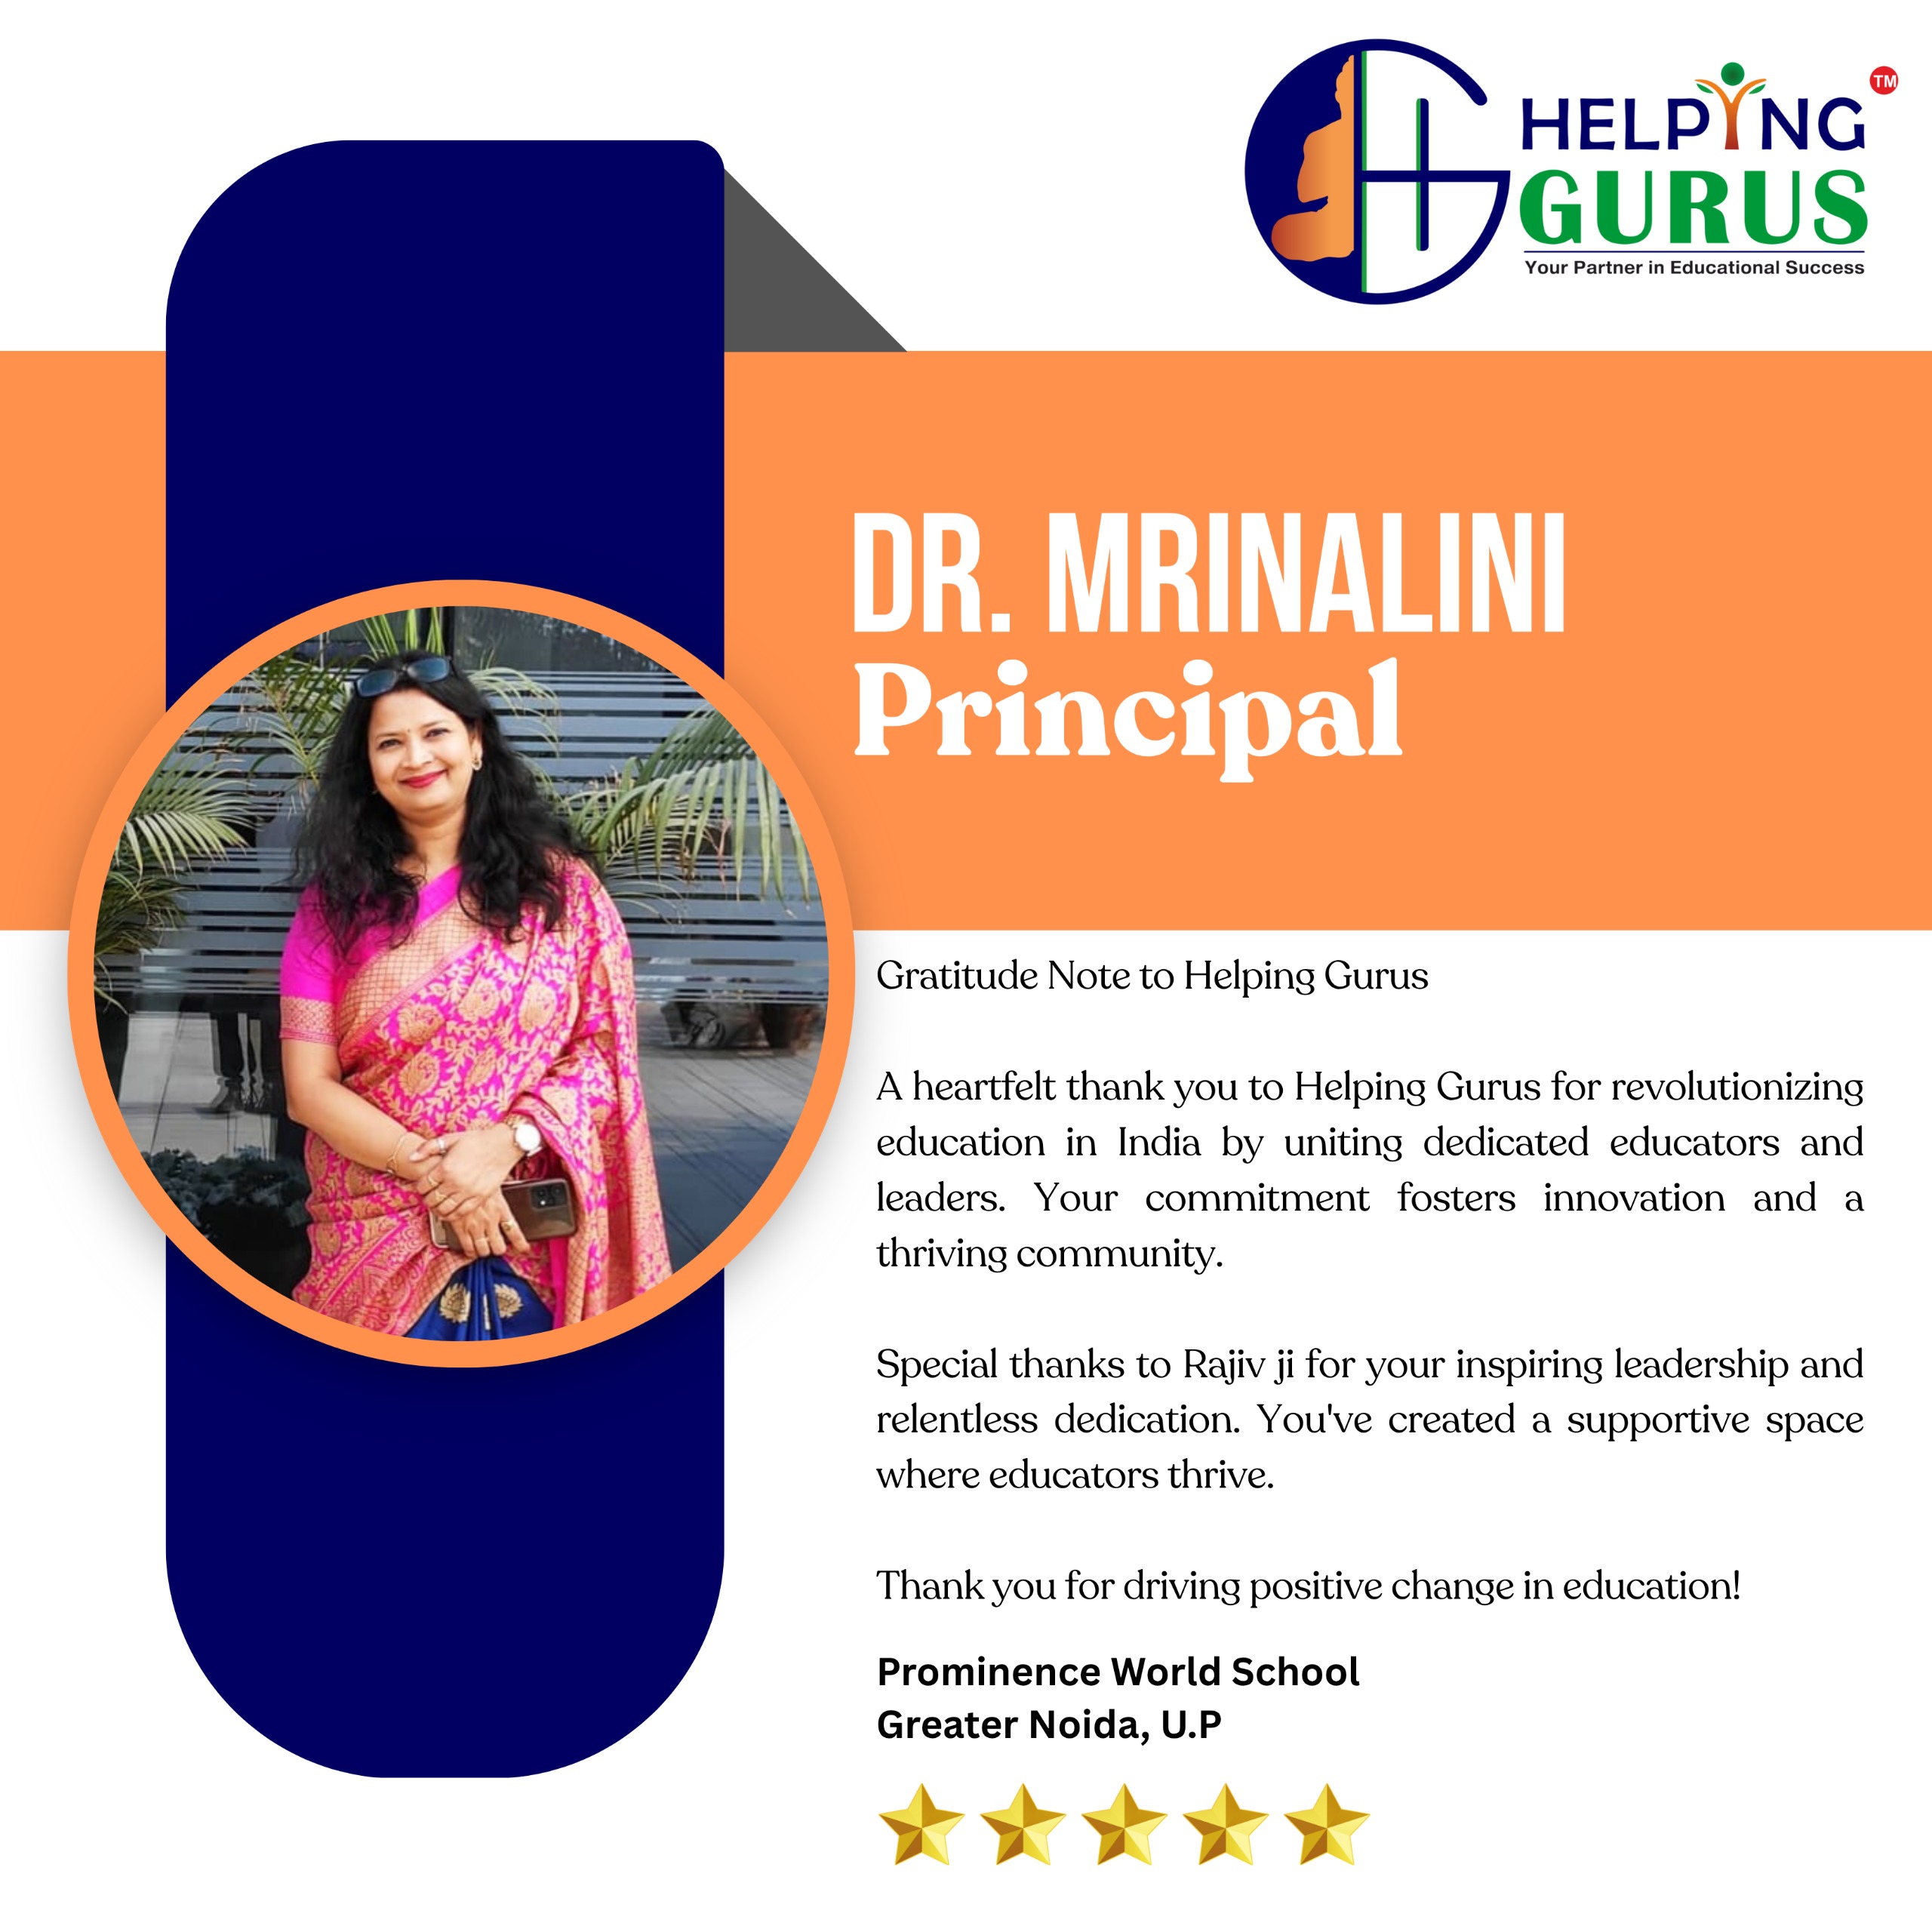 HELPING
TM
GURUS
Your Partner in Educational Success
DR. MRINALINI
Principal
Gratitude Note to Helping Gurus
A heartfelt thank you to Helping Gurus for revolutionizing
education in India by uniting dedicated educators and
leaders. Your commitment fosters innovation and a
thriving community.
Special thanks to Rajiv ji for your inspiring leadership and
relentless dedication. You've created a supportive space
where educators thrive.
Thank you for driving positive change in education!
Prominence World School
Greater Noida, U.P